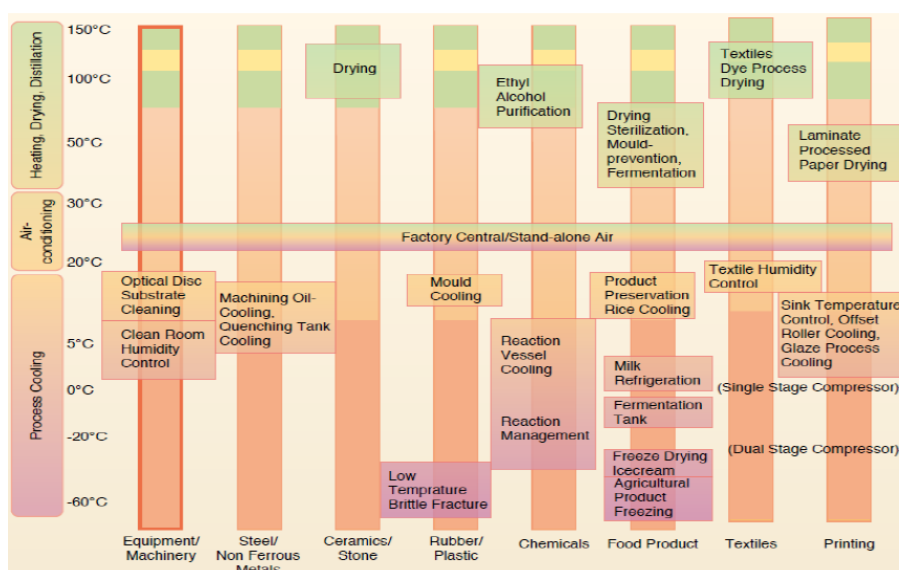 Heating, Drying, Distillation
150°C
100°C
50°C
30°C
Drying
Ethyl
Alcohol
Purification
Drying
Sterilization,
Mould-
prevention,
Fermentation
Textiles
Dye Process
Drying
Laminate
Processed
Paper Drying
Air-
conditioning
Factory Central/Stand-alone Air
20°C
Process Cooling
5°C
0°C
-20°C
-60°C
Optical Disc
Substrate
Cleaning
Clean Room
Humidity
Control
Machining Oil-
Cooling,
Quenching Tank
Cooling
Mould
Cooling
Low
Temprature
Brittle Fracture
Reaction
Vessel
Cooling
Reaction
Management
Product
Preservation
Rice Cooling
Milk
Refrigeration
Fermentation
Tank
Freeze Drying
Icecream
Agricultural
Product
Freezing
Textile Humidity
Control
Sink Temperature
Control, Offset
Roller Cooling,
Glaze Process
Cooling
(Single Stage Compressor)
(Dual Stage Compressor)
Equipment/
Machinery
Steel/
Non Ferrous
Metals
Ceramics/
Stone
Rubber/
Plastic
Chemicals
Food Product
Textiles
Printing